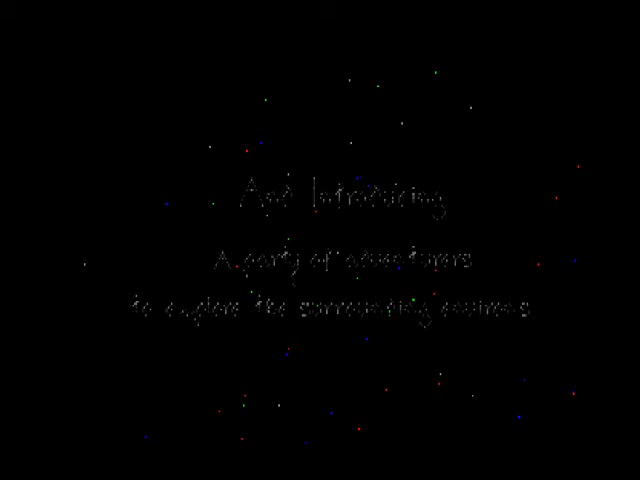 And Introducing
A party of adventurers
to explore the surrounding